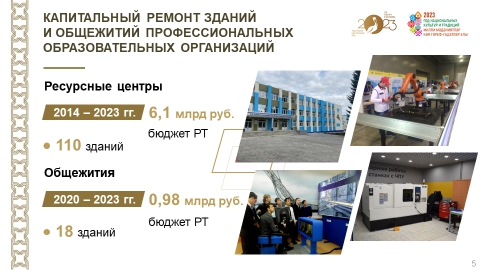 КАПИТАЛЬНЫЙ РЕМОНТ ЗДАНИЙ
И ОБЩЕЖИТИЙ ПРОФЕССИОНАЛЬНЫХ
ОБРАЗОВАТЕЛЬНЫХ ОРГАНИЗАЦИЙ
2023
2023
ГОД НАЦИОНАЛЬНЫХ
КУЛЬТУР И ТРАДИЦИЙ
Ресурсные центры
2014 – 2023 гг.
6,1 млрд руб.
бюджет РТ
110 зданий
Общежития
2020 – 2023 гг.
0,98 млрд руб.
бюджет РТ
18 зданий
5